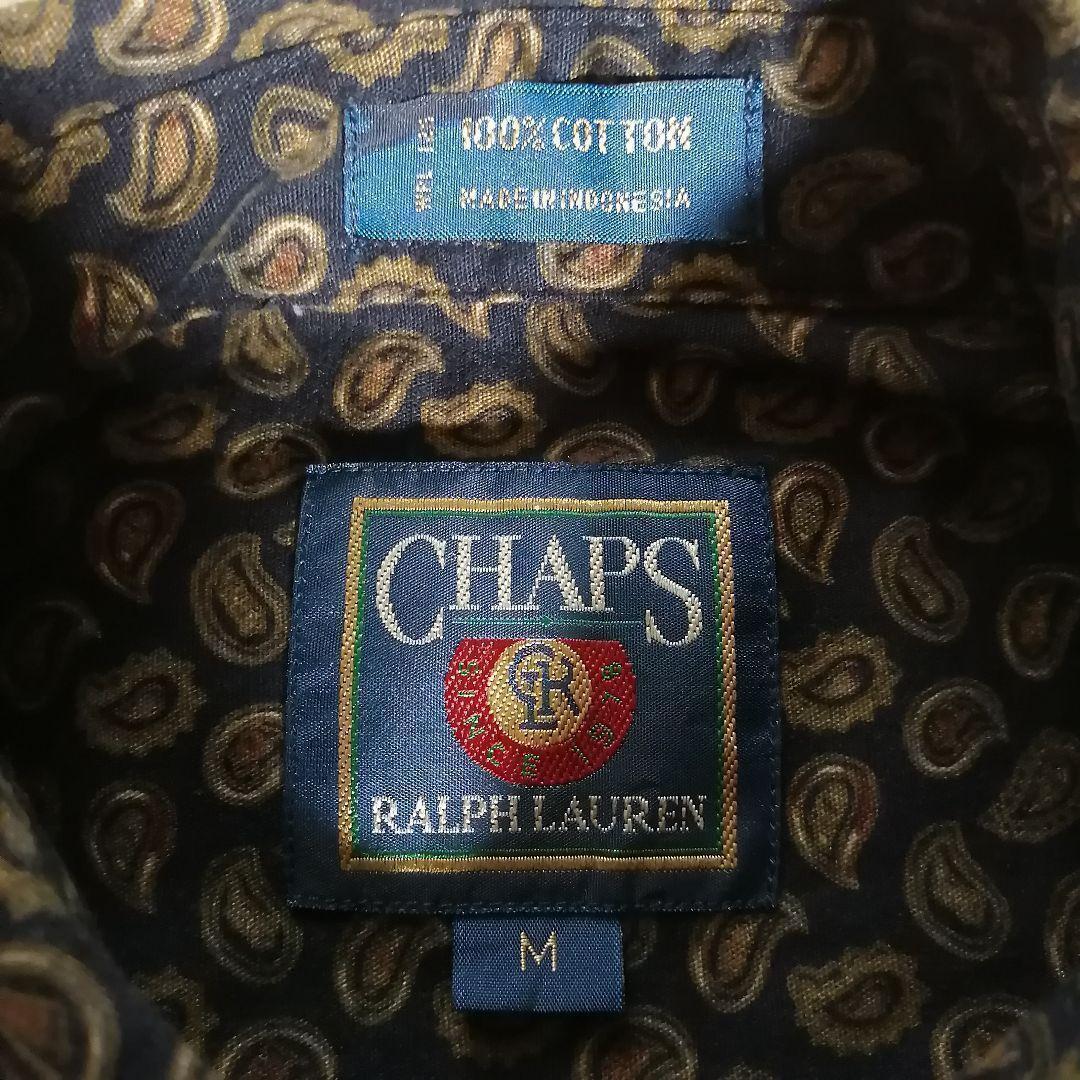 100% COTTON
MADE IN INDONESIA
CHAPS
SINCE 1978
RALPH LAUREN
M